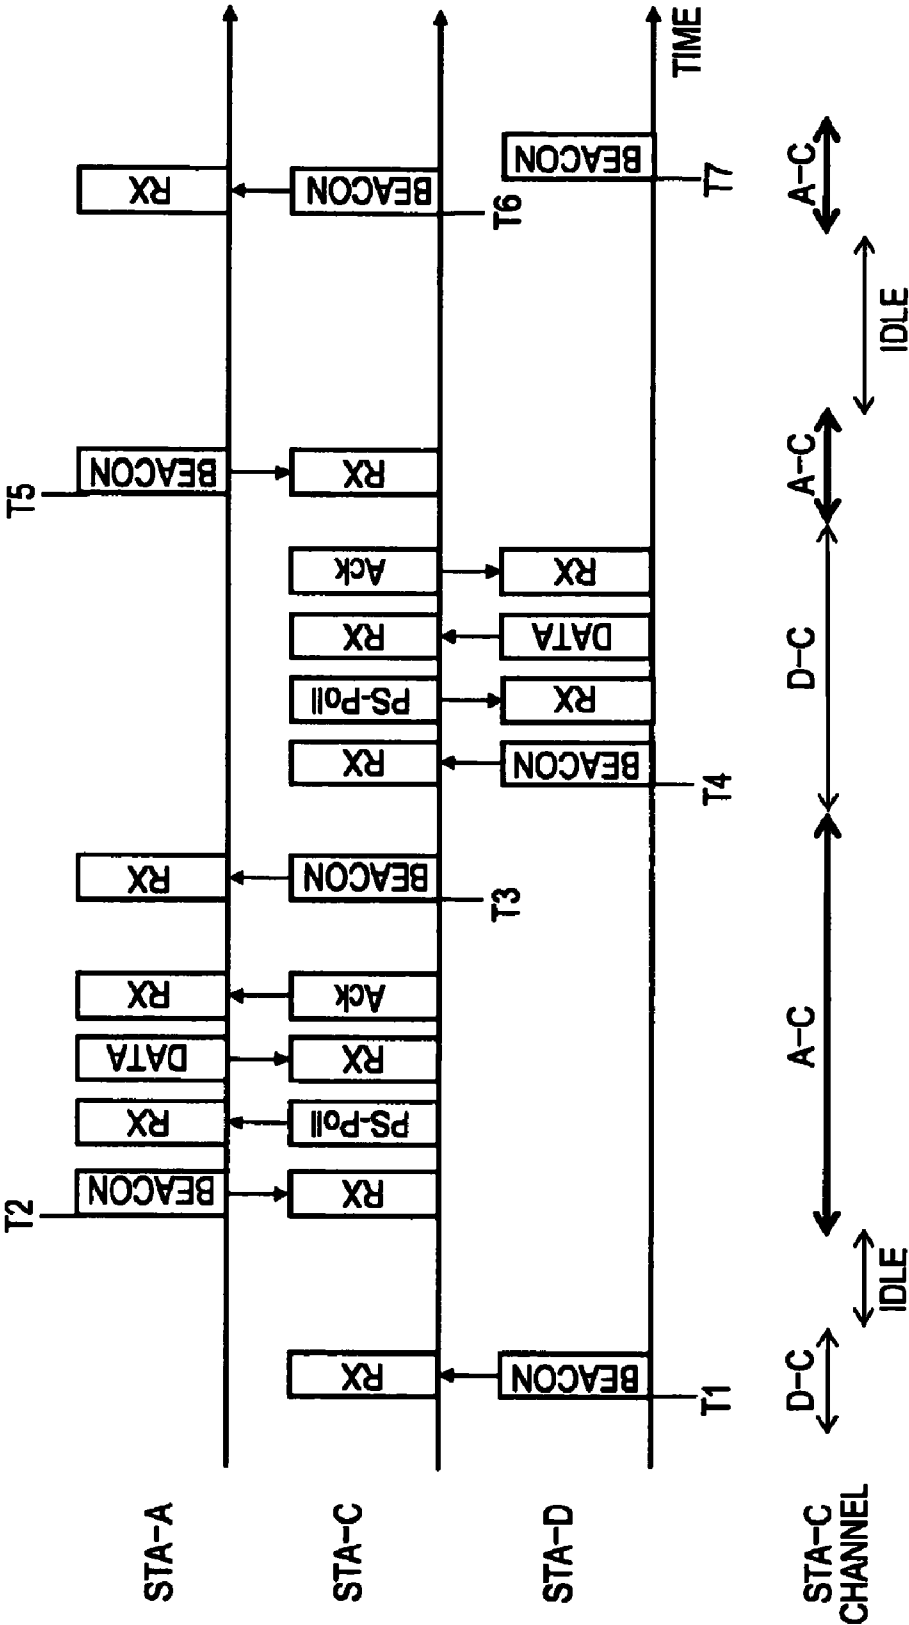 STA-A
T2
BEACON
RX
DATA
RX
RX
T5
BEACON
RX
STA-C
RX
RX
PS-Poll
RX
Ack
BEACON
T3
RX
PS-Poll
RX
Ack
RX
BEACON
T6
STA-D
BEACON
T1
BEACON
T4
RX
DATA
RX
BEACON
T7
TIME
STA-C
CHANNEL
D-C
IDLE
A-C
D-C
A-C
IDLE
A-C